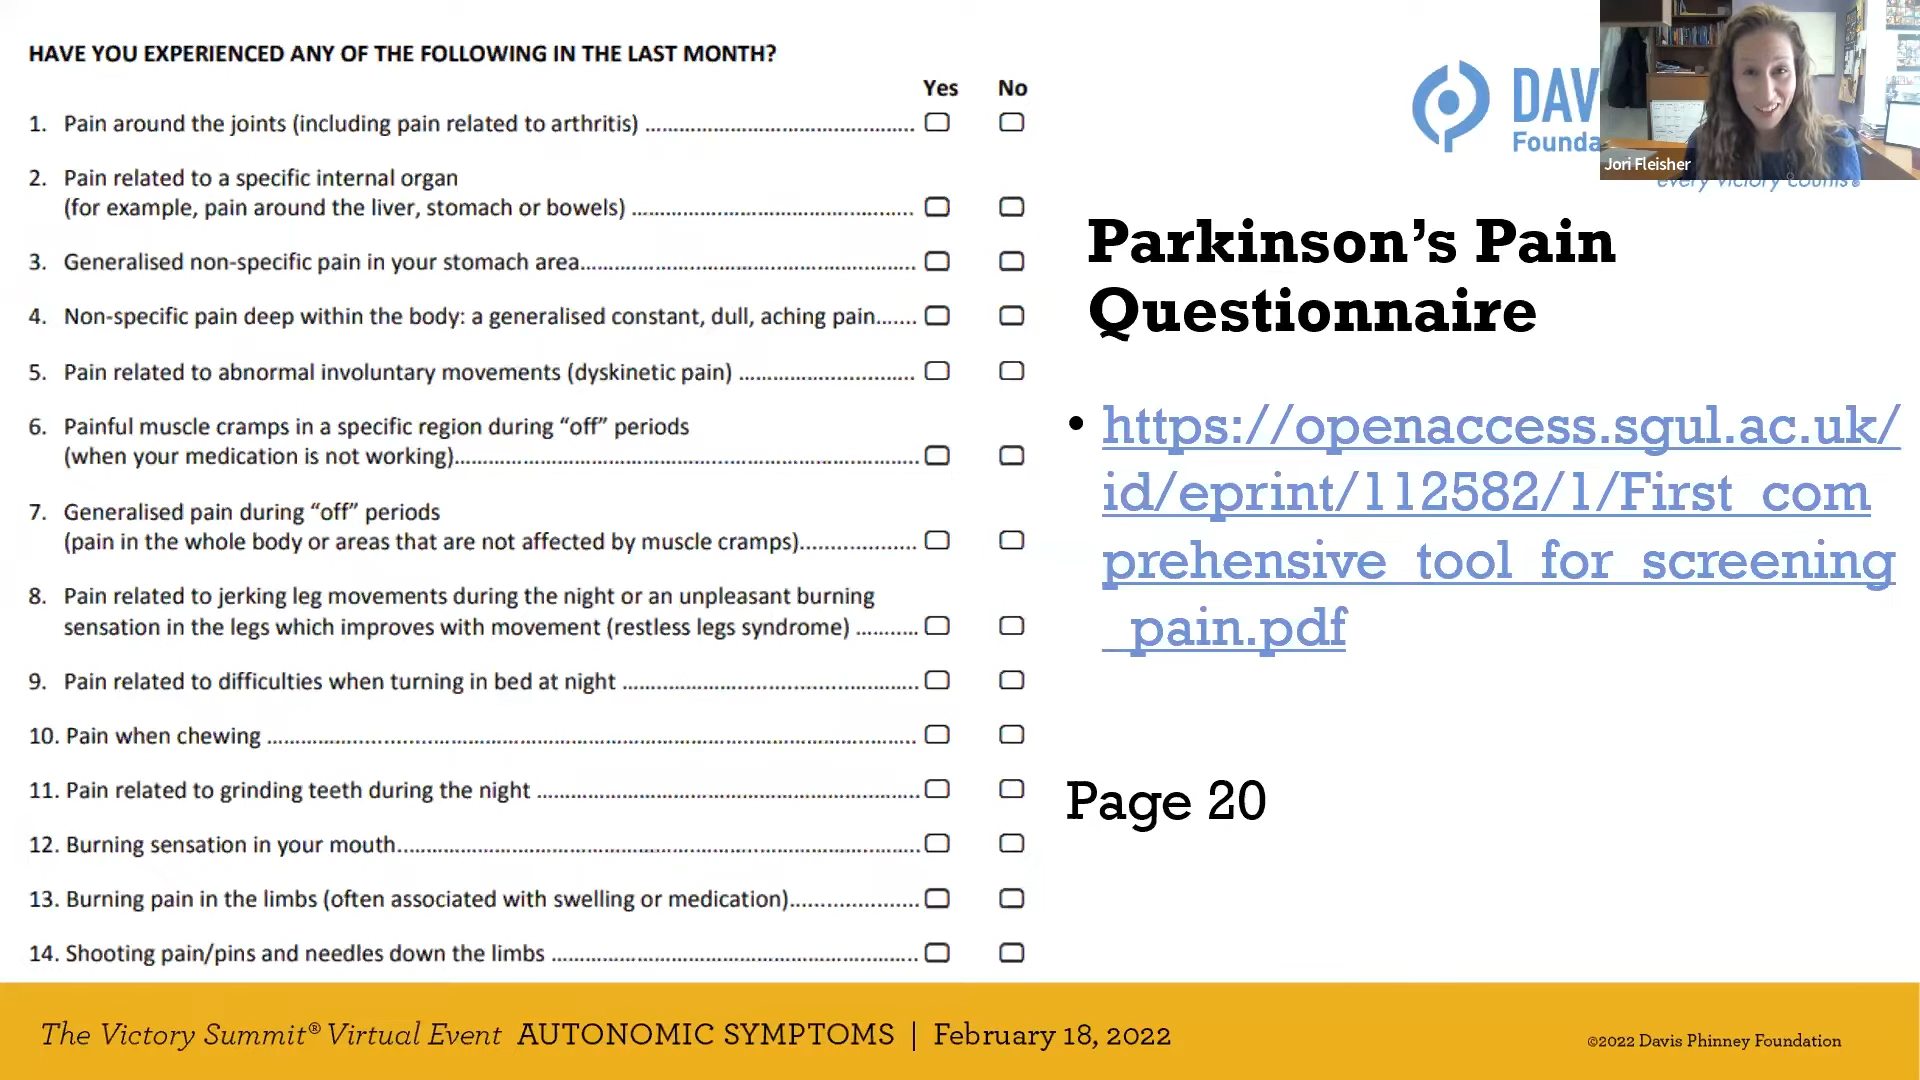 HAVE YOU EXPERIENCED ANY OF THE FOLLOWING IN THE LAST MONTH?
Yes No
1. Pain around the joints (including pain related to arthritis)
2. Pain related to a specific internal organ
(for example, pain around the liver, stomach or bowels)
3. Generalised non-specific pain in your stomach area
4. Non-specific pain deep within the body: a generalised constant, dull, aching pain
5. Pain related to abnormal involuntary movements (dyskinetic pain)
6. Painful muscle cramps in a specific region during “off” periods
(when your medication is not working)
7. Generalised pain during “off” periods
(pain in the whole body or areas that are not affected by muscle cramps)
8. Pain related to jerking leg movements during the night or an unpleasant burning
sensation in the legs which improves with movement (restless legs syndrome)
9. Pain related to difficulties when turning in bed at night
10. Pain when chewing
11. Pain related to grinding teeth during the night
12. Burning sensation in your mouth
13. Burning pain in the limbs (often associated with swelling or medication)
14. Shooting pain/pins and needles down the limbs
DAV
Founda
Jori Fleisher
every victory counts®
Parkinson’s Pain
Questionnaire
• https://openaccess.sgul.ac.uk/
id/eprint/112582/1/First_com
prehensive_tool_for_screening
_pain.pdf
Page 20
The Victory Summit® Virtual Event AUTONOMIC SYMPTOMS | February 18, 2022
©2022 Davis Phinney Foundation